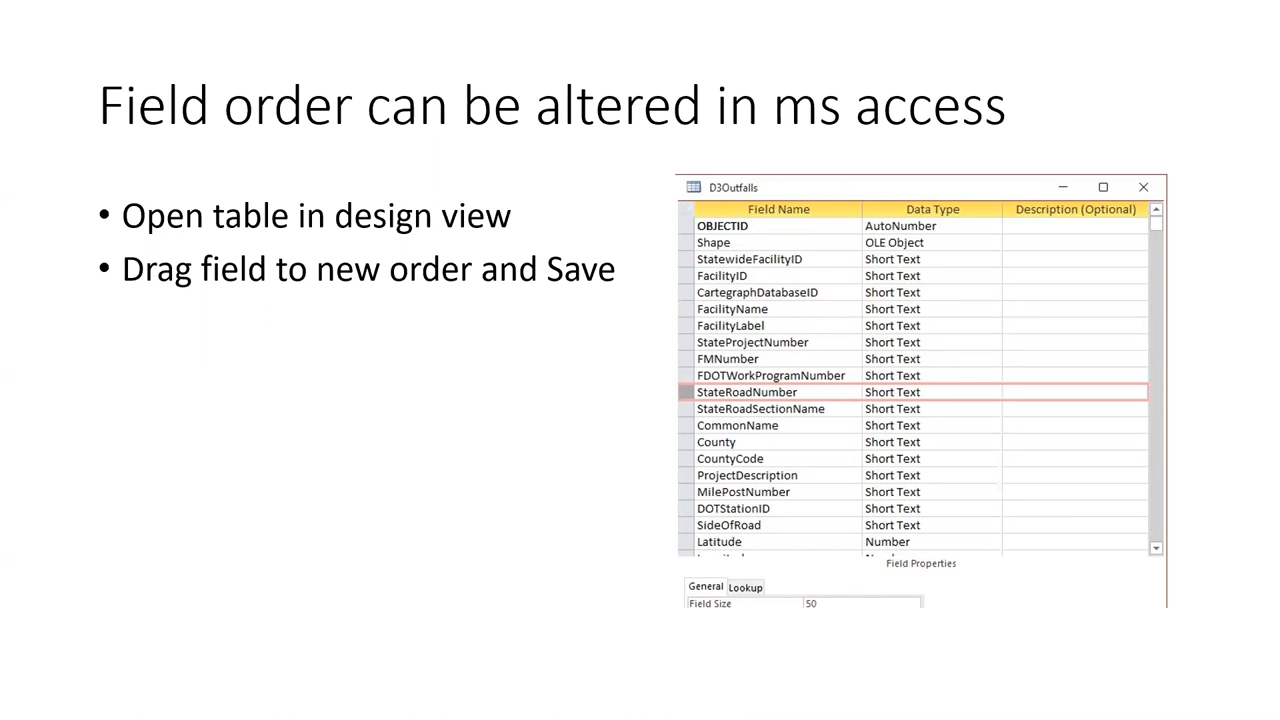 Field order can be altered in ms access
• Open table in design view
• Drag field to new order and Save
D3Outfalls
Field Name Data Type Description (Optional)
OBJECTID AutoNumber
Shape OLE Object
StatewideFacilityID Short Text
FacilityID Short Text
CartegraphDatabaseID Short Text
FacilityName Short Text
FacilityLabel Short Text
StateProjectNumber Short Text
FMNumber Short Text
FDOTWorkProgramNumber Short Text
StateRoadNumber Short Text
StateRoadSectionName Short Text
CommonName Short Text
County Short Text
CountyCode Short Text
ProjectDescription Short Text
MilePostNumber Short Text
DOTStationID Short Text
SideOfRoad Short Text
Latitude Number
Field Properties
General Lookup
Field Size 50